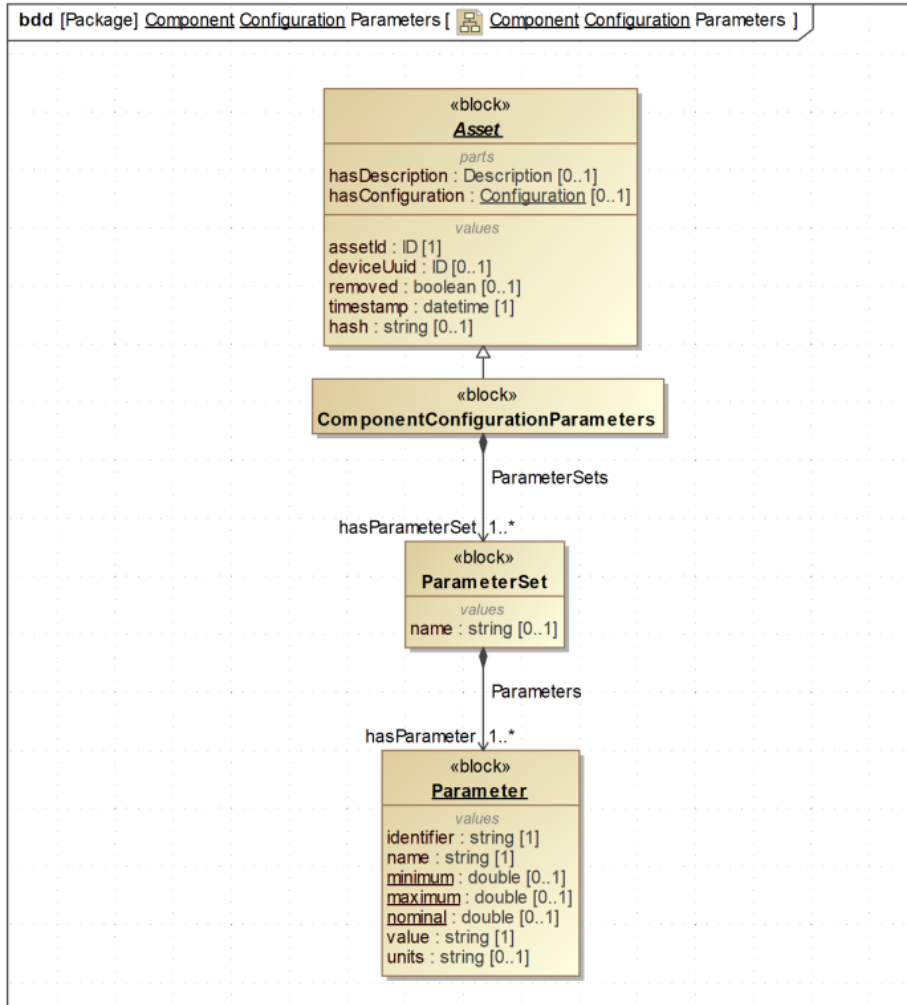 bdd [Package] Component Configuration Parameters [ Component Configuration Parameters ]
«block»
Asset
parts
hasDescription : Description [0..1]
hasConfiguration : Configuration [0..1]
values
assetId : ID [1]
deviceUuid : ID [0..1]
removed : boolean [0..1]
timestamp : datetime [1]
hash : string [0..1]
«block»
ComponentConfigurationParameters
ParameterSets
hasParameterSet 1..*
«block»
ParameterSet
values
name : string [0..1]
Parameters
hasParameter 1..*
«block»
Parameter
values
identifier : string [1]
name : string [1]
minimum : double [0..1]
maximum : double [0..1]
nominal : double [0..1]
value : string [1]
units : string [0..1]